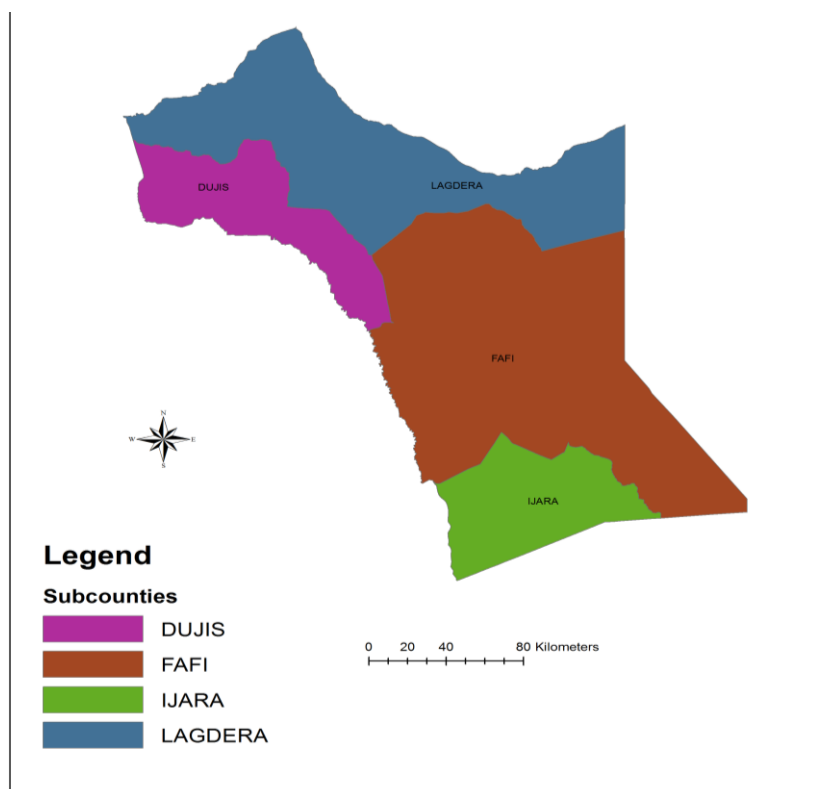 DUJIS
LAGDERA
FAFI
N
W E
S
IJARA
Legend
Subcounties
DUJIS
FAFI
IJARA
LAGDERA
0 20 40 80 Kilometers